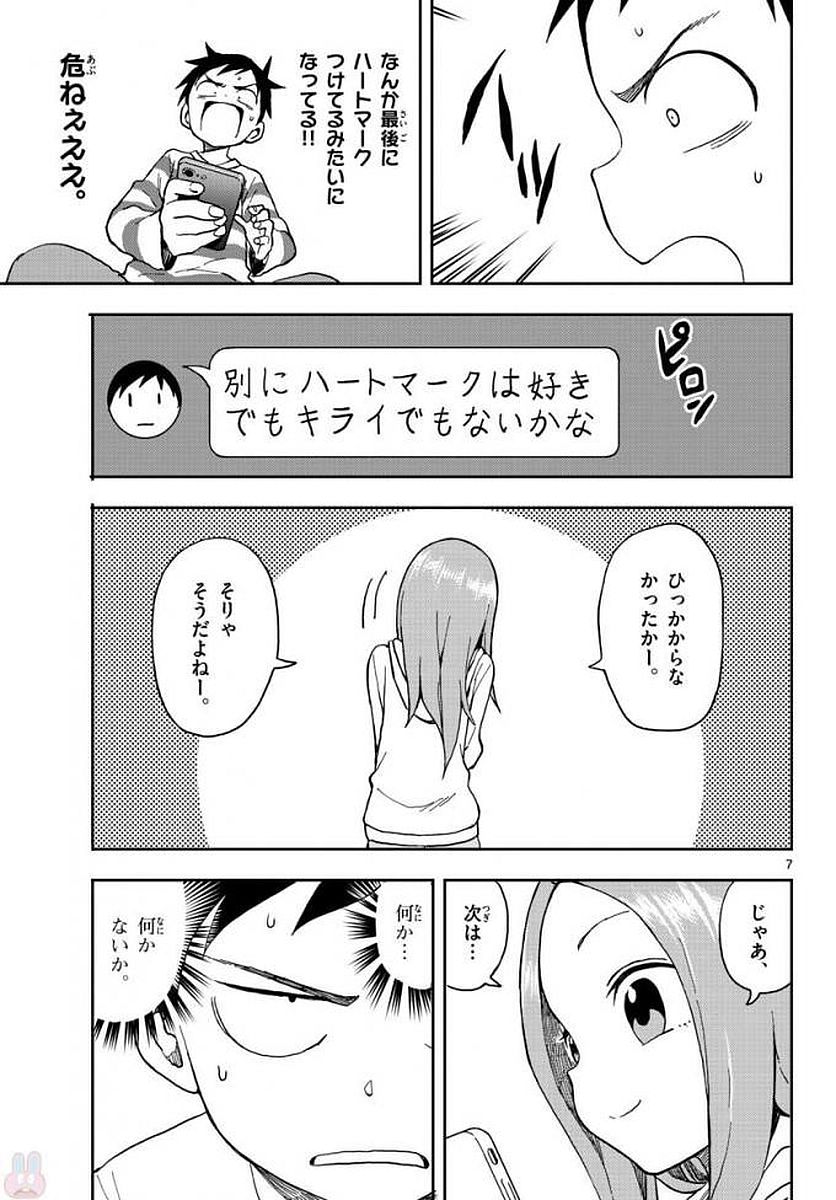 なんか最後に
ハートマーク
つけてるみたいに
なってる!!
危ねぇぇぇ。
ピロン
別にハートマークは好き
でもキライでもないかな
ひっかからな
かったかー。
そりゃ
そうだよねー。
7
じゃあ、
次は…
何か…
何か
ないか。